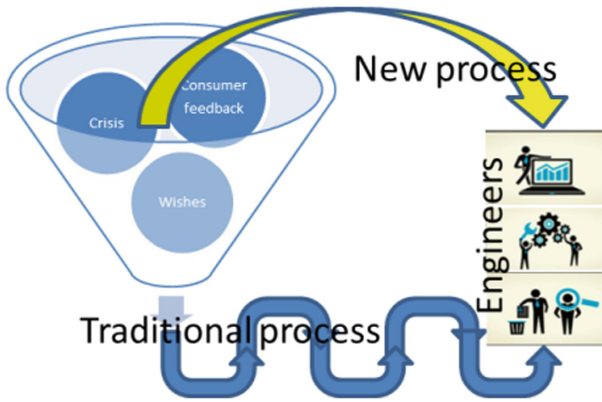 New process
Consumer
feedback
Crisis
Wishes
Engineers
Traditional process